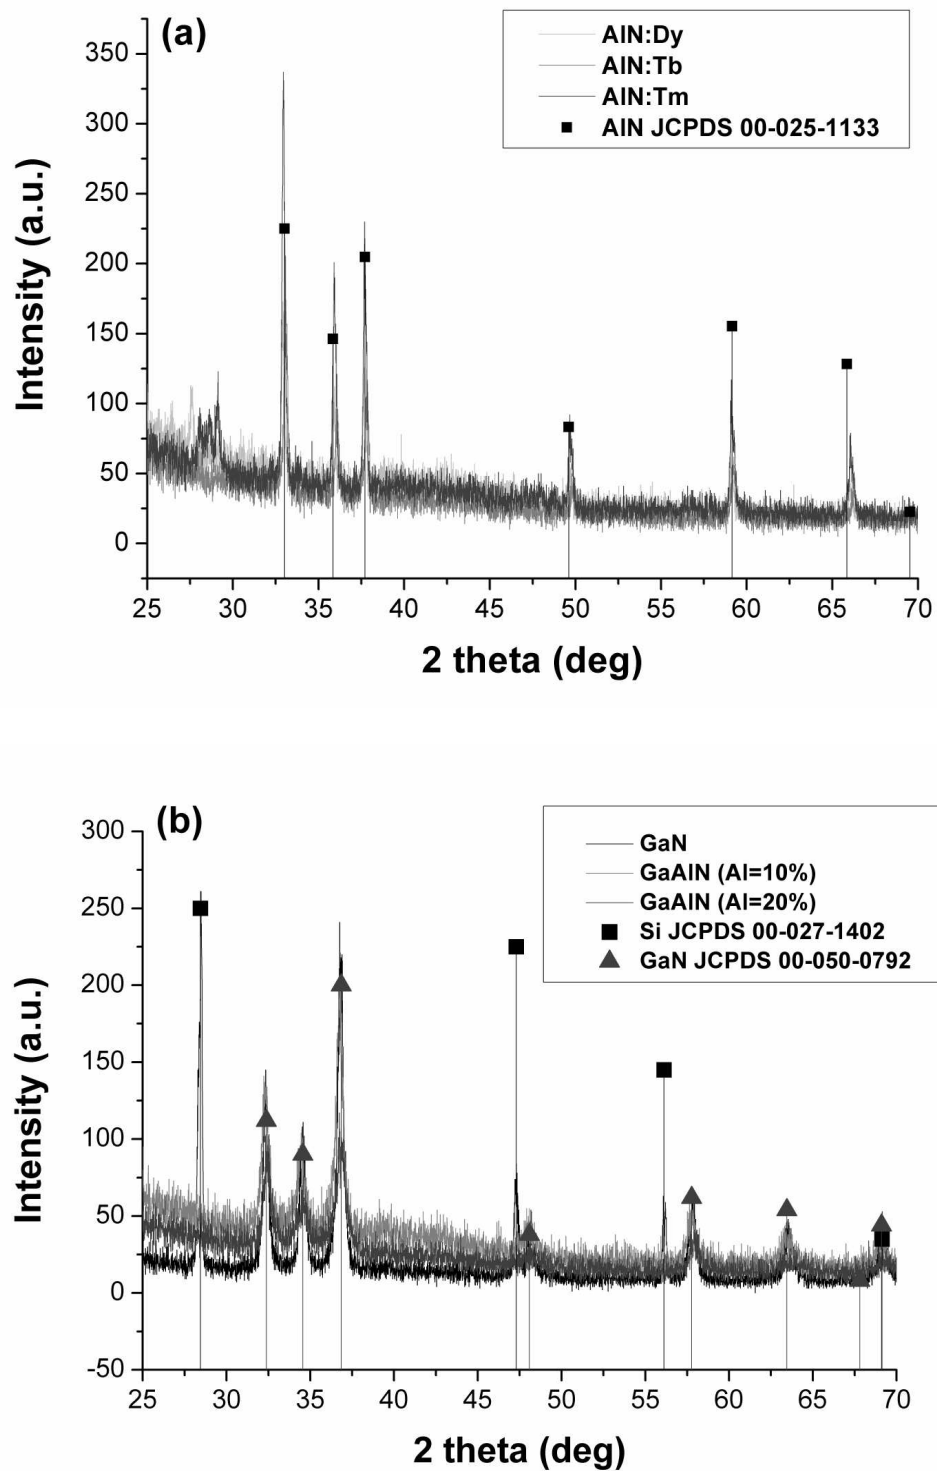 (a)
AlN:Dy
AlN:Tb
AlN:Tm
AlN JCPDS 00-025-1133
Intensity (a.u.)
350
300
250
200
150
100
50
0
25 30 35 40 45 50 55 60 65 70
2 theta (deg)
(b)
GaN
GaAlN (Al=10%)
GaAlN (Al=20%)
Si JCPDS 00-027-1402
GaN JCPDS 00-050-0792
Intensity (a.u.)
300
250
200
150
100
50
0
-50
25 30 35 40 45 50 55 60 65 70
2 theta (deg)